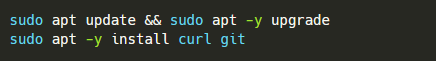 sudo apt update && sudo apt -y upgrade
sudo apt -y install curl git